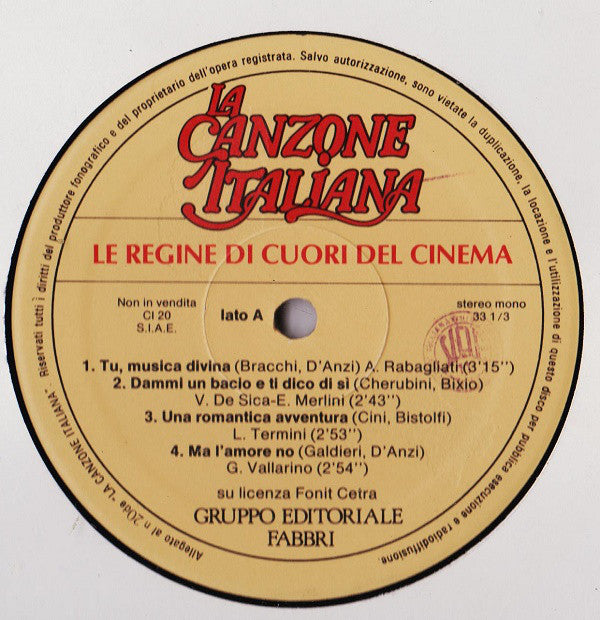 Riservati tutti i diritti del produttore fonografico e del proprietario dell'opera registrata. Salvo autorizzazione, sono vietate la duplicazione, la locazione e l'utilizzo di questo disco per pubblica esecuzione e radiodiffusione.
LA
CANZONE
ITALIANA
LE REGINE DI CUORI DEL CINEMA
Non in vendita
CI 20
S.I.A.E.
lato A
stereo mono
33 1/3
1. Tu, musica divina (Bracchi, D'Anzi) A. Rabagliati (3'15'')
2. Dammi un bacio e ti dico di sì (Cherubini, Bixio)
V. De Sica-E. Merlini (2'43'')
3. Una romantica avventura (Cini, Bistolfi)
L. Termini (2'53'')
4. Ma l'amore no (Galdieri, D'Anzi)
G. Vallarino (2'54'')
su licenza Fonit Cetra
GRUPPO EDITORIALE
FABBRI
Allegato al n. 20 de "LA CANZONE ITALIANA"